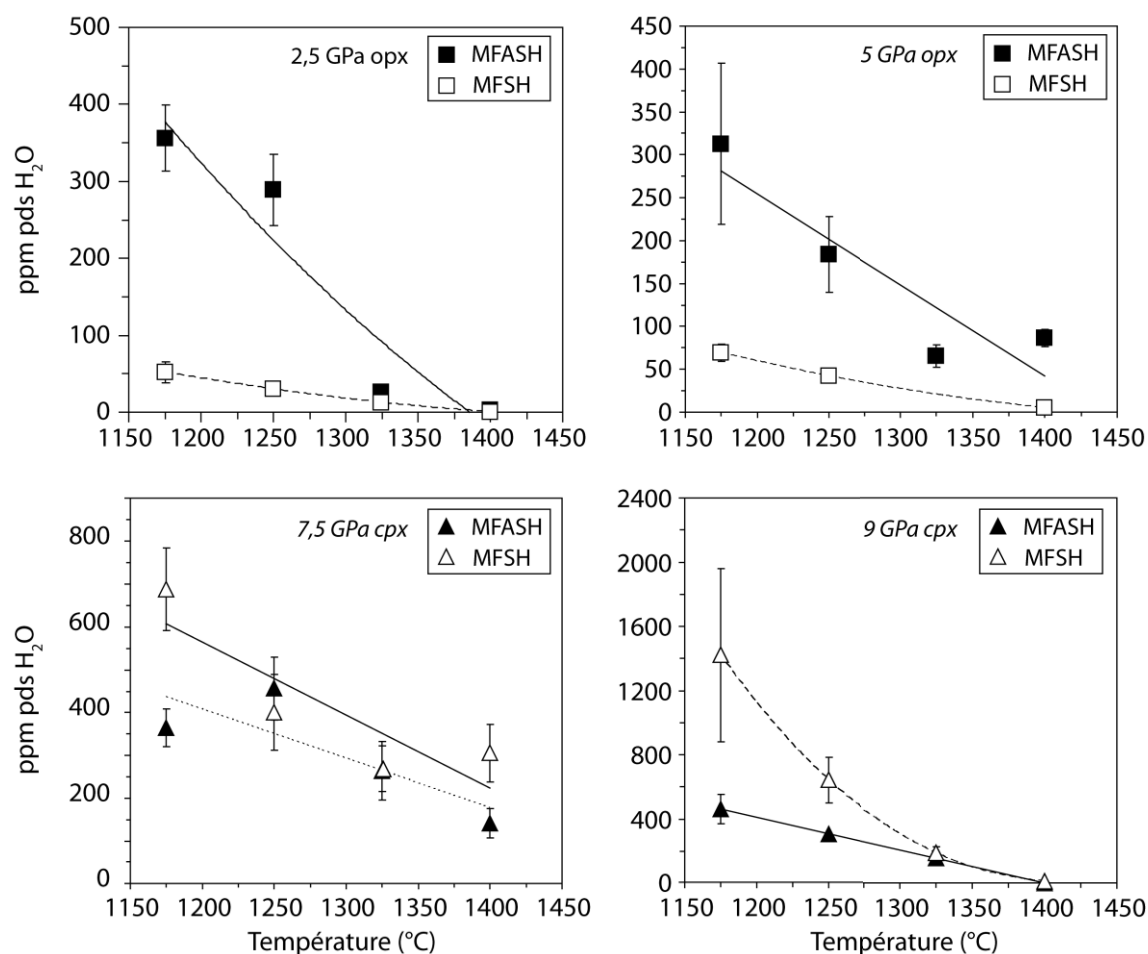 500
400
300
200
100
0
ppm pds H₂O
2,5 GPa opx
MFASH
MFSH
1150 1200 1250 1300 1350 1400 1450
450
400
350
300
250
200
150
100
50
0
5 GPa opx
MFASH
MFSH
1150 1200 1250 1300 1350 1400 1450
800
600
400
200
0
ppm pds H₂O
7,5 GPa cpx
MFASH
MFSH
1150 1200 1250 1300 1350 1400 1450
Température (°C)
2400
2000
1600
1200
800
400
0
9 GPa cpx
MFASH
MFSH
1150 1200 1250 1300 1350 1400 1450
Température (°C)